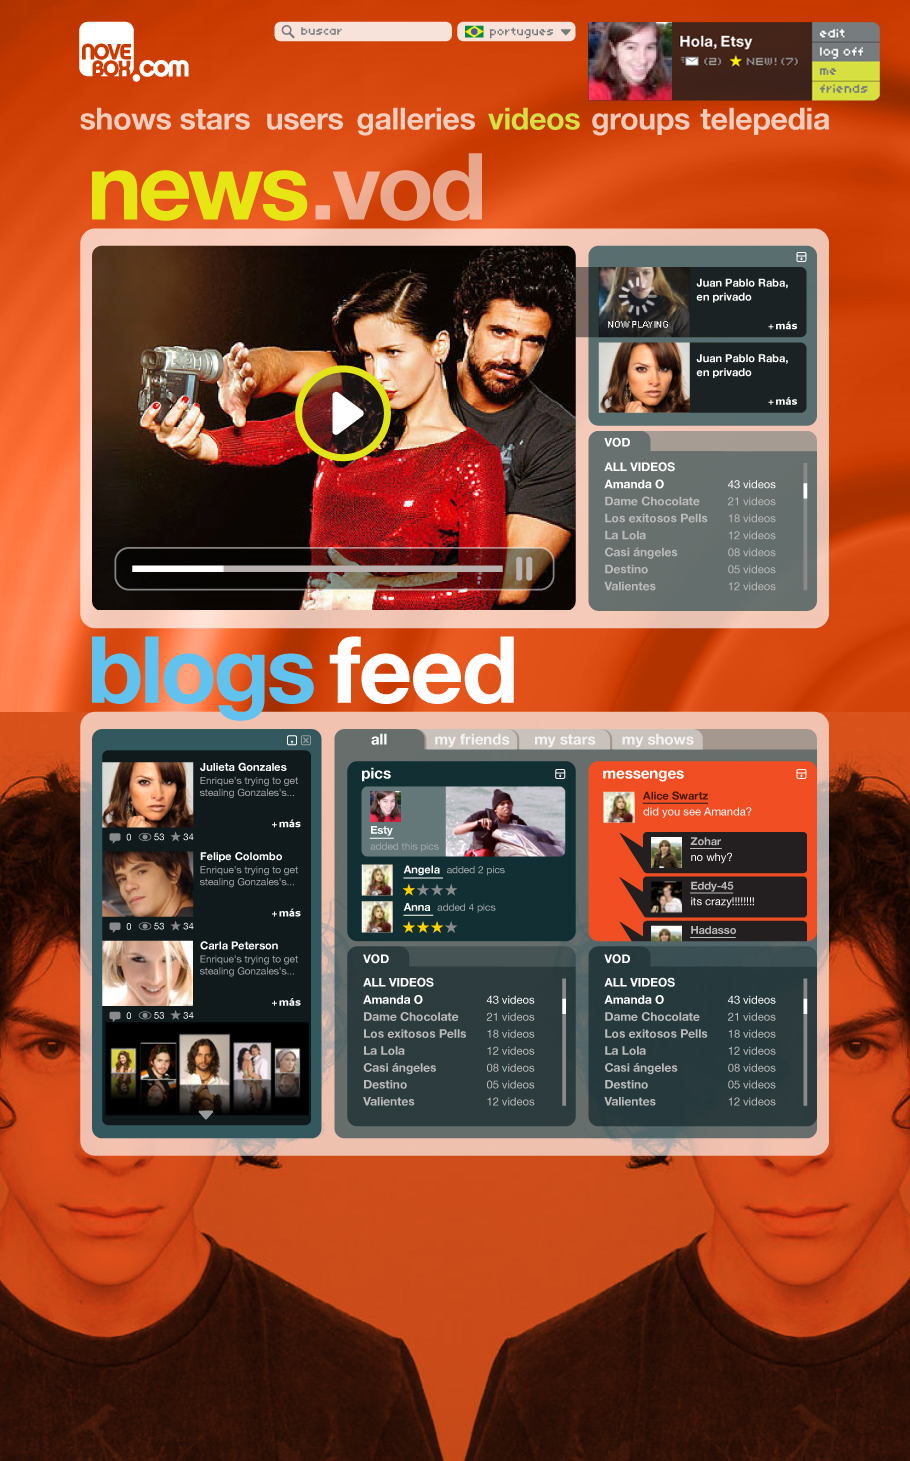 NOVE
BOX.com
buscar
portugues
Hola, Etsy
(2) NEW! (7)
edit
log off
me
friends
shows stars users galleries videos groups telepedia
news.vod
Juan Pablo Raba,
en privado
NOW PLAYING
+más
Juan Pablo Raba,
en privado
+más
VOD
ALL VIDEOS
Amanda O 43 videos
Dame Chocolate 21 videos
Los exitosos Pells 18 videos
La Lola 12 videos
Casi ángeles 08 videos
Destino 05 videos
Valientes 12 videos
blogs feed
Julieta Gonzales
Enrique's trying to get
stealing Gonzales's...
+más
0 53 34
Felipe Colombo
Enrique's trying to get
stealing Gonzales's...
+más
0 53 34
Carla Peterson
Enrique's trying to get
stealing Gonzales's...
+más
0 53 34
all my friends my stars my shows
pics
Esty
added this pics
Angela added 2 pics
Anna added 4 pics
messenges
Alice Swartz
did you see Amanda?
Zohar
no why?
Eddy-45
its crazy!!!!!!!!
Hadasso
VOD
ALL VIDEOS
Amanda O 43 videos
Dame Chocolate 21 videos
Los exitosos Pells 18 videos
La Lola 12 videos
Casi ángeles 08 videos
Destino 05 videos
Valientes 12 videos
VOD
ALL VIDEOS
Amanda O 43 videos
Dame Chocolate 21 videos
Los exitosos Pells 18 videos
La Lola 12 videos
Casi ángeles 08 videos
Destino 05 videos
Valientes 12 videos